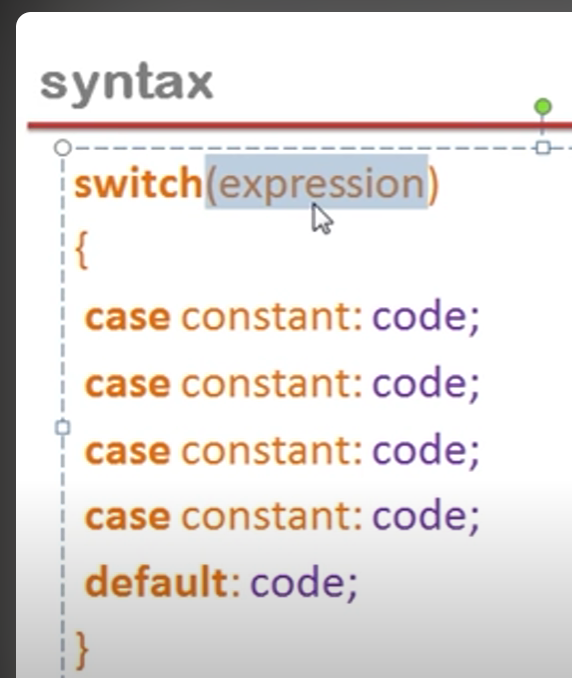 syntax
switch(expression)
{
case constant: code;
case constant: code;
case constant: code;
case constant: code;
default: code;
}